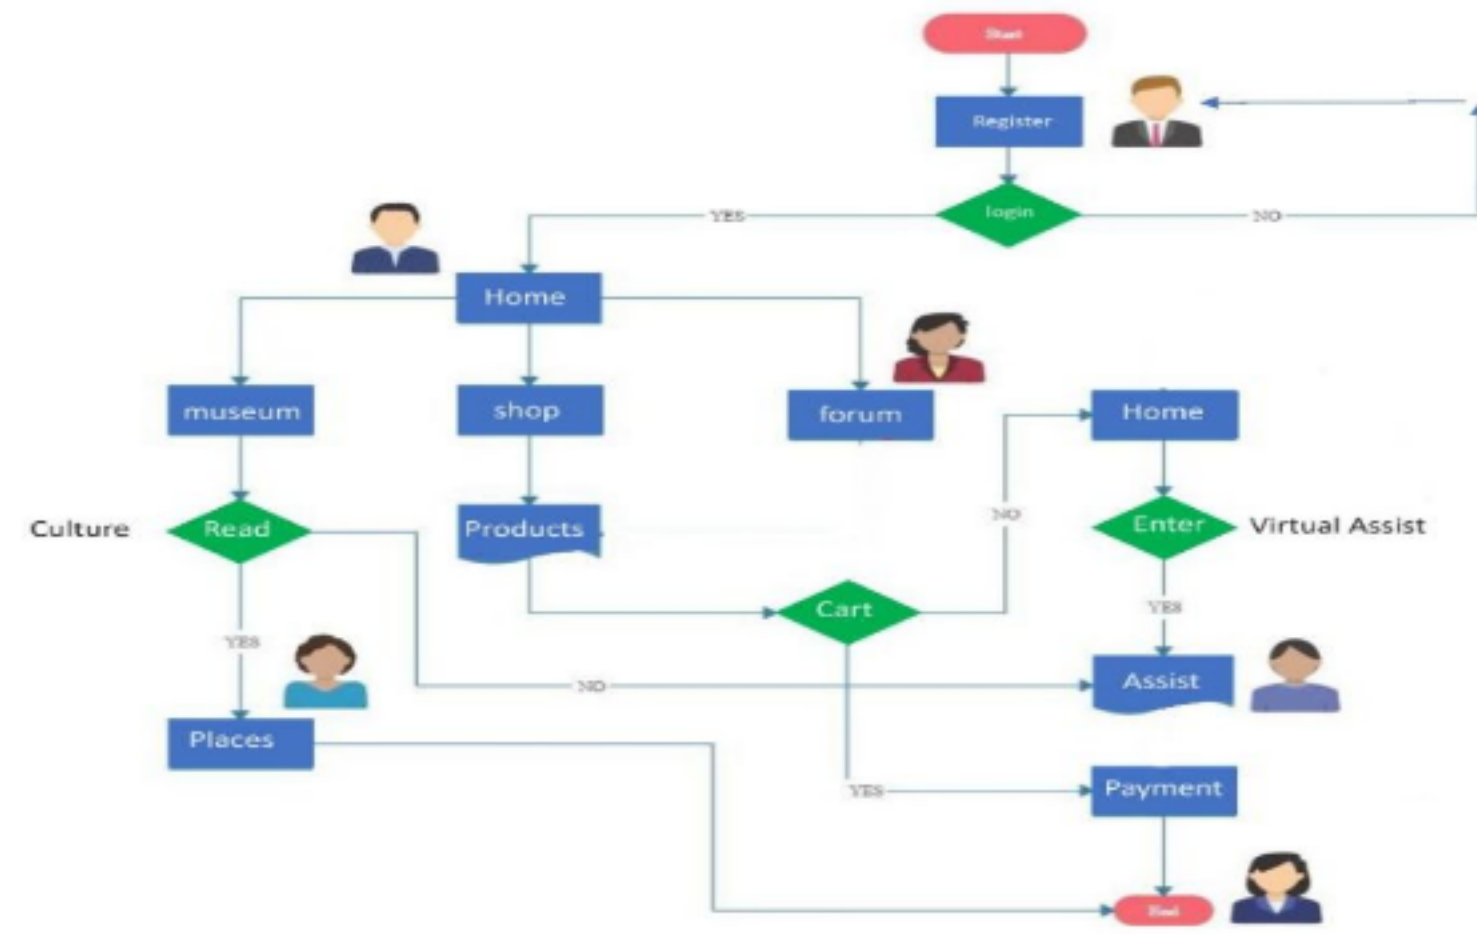 Start
Register
login
YES
NO
Home
museum
shop
forum
Home
Culture
Read
Products
NO
Enter
Virtual Assist
Cart
YES
YES
Assist
NO
Places
YES
Payment
End